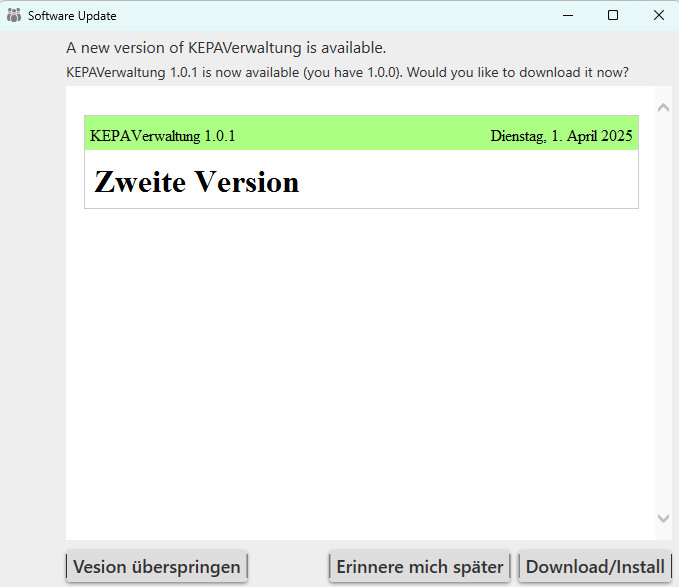 Software Update
A new version of KEPAVerwaltung is available.
KEPAVerwaltung 1.0.1 is now available (you have 1.0.0). Would you like to download it now?
KEPAVerwaltung 1.0.1 Dienstag, 1. April 2025
Zweite Version
Vesion überspringen Erinnere mich später Download/Install